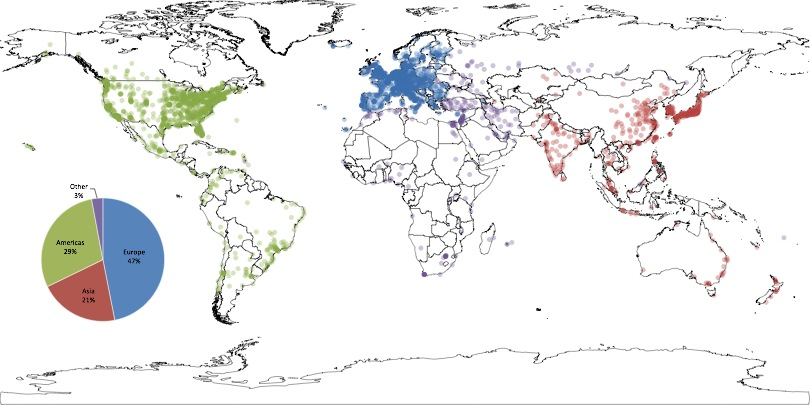 Other
3%
Americas
29%
Europe
47%
Asia
21%